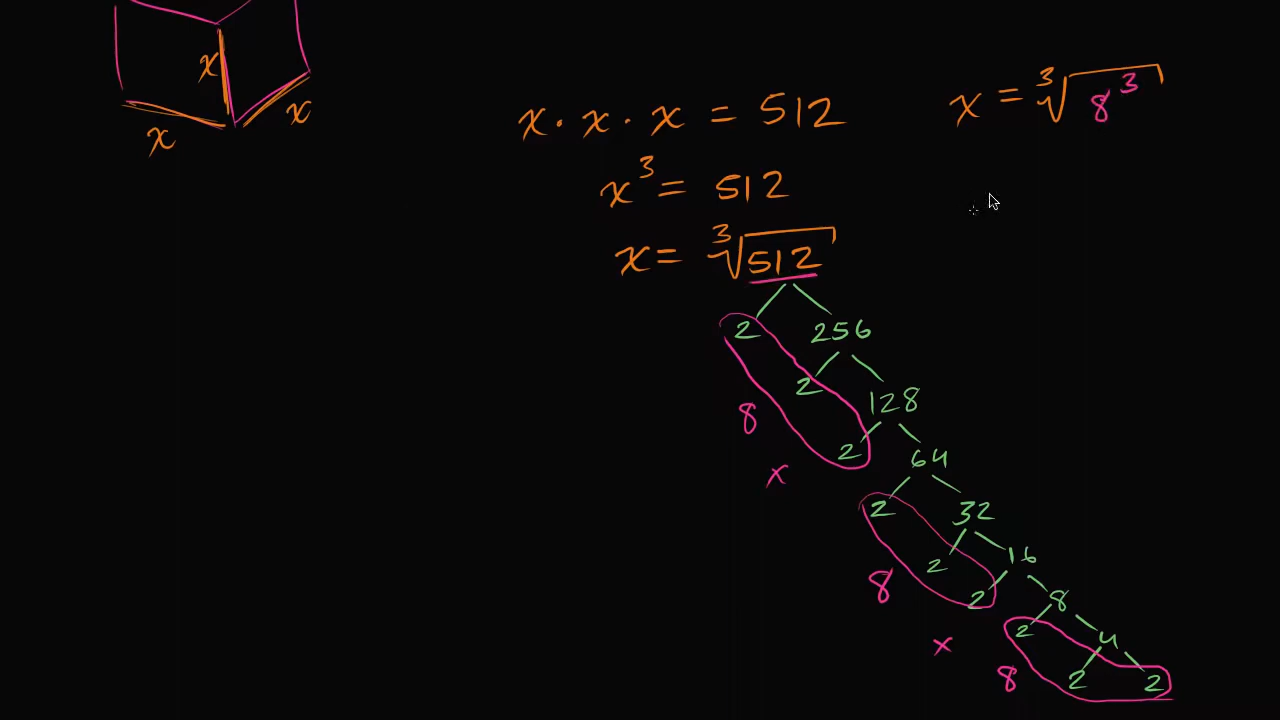 x
x
x
x · x · x = 512
x³ = 512
x = ∛512
x = ∛8³
2 256
2 128
8 2 64
x
2 32
2 16
8 2 8
x
2 4
8 2 2